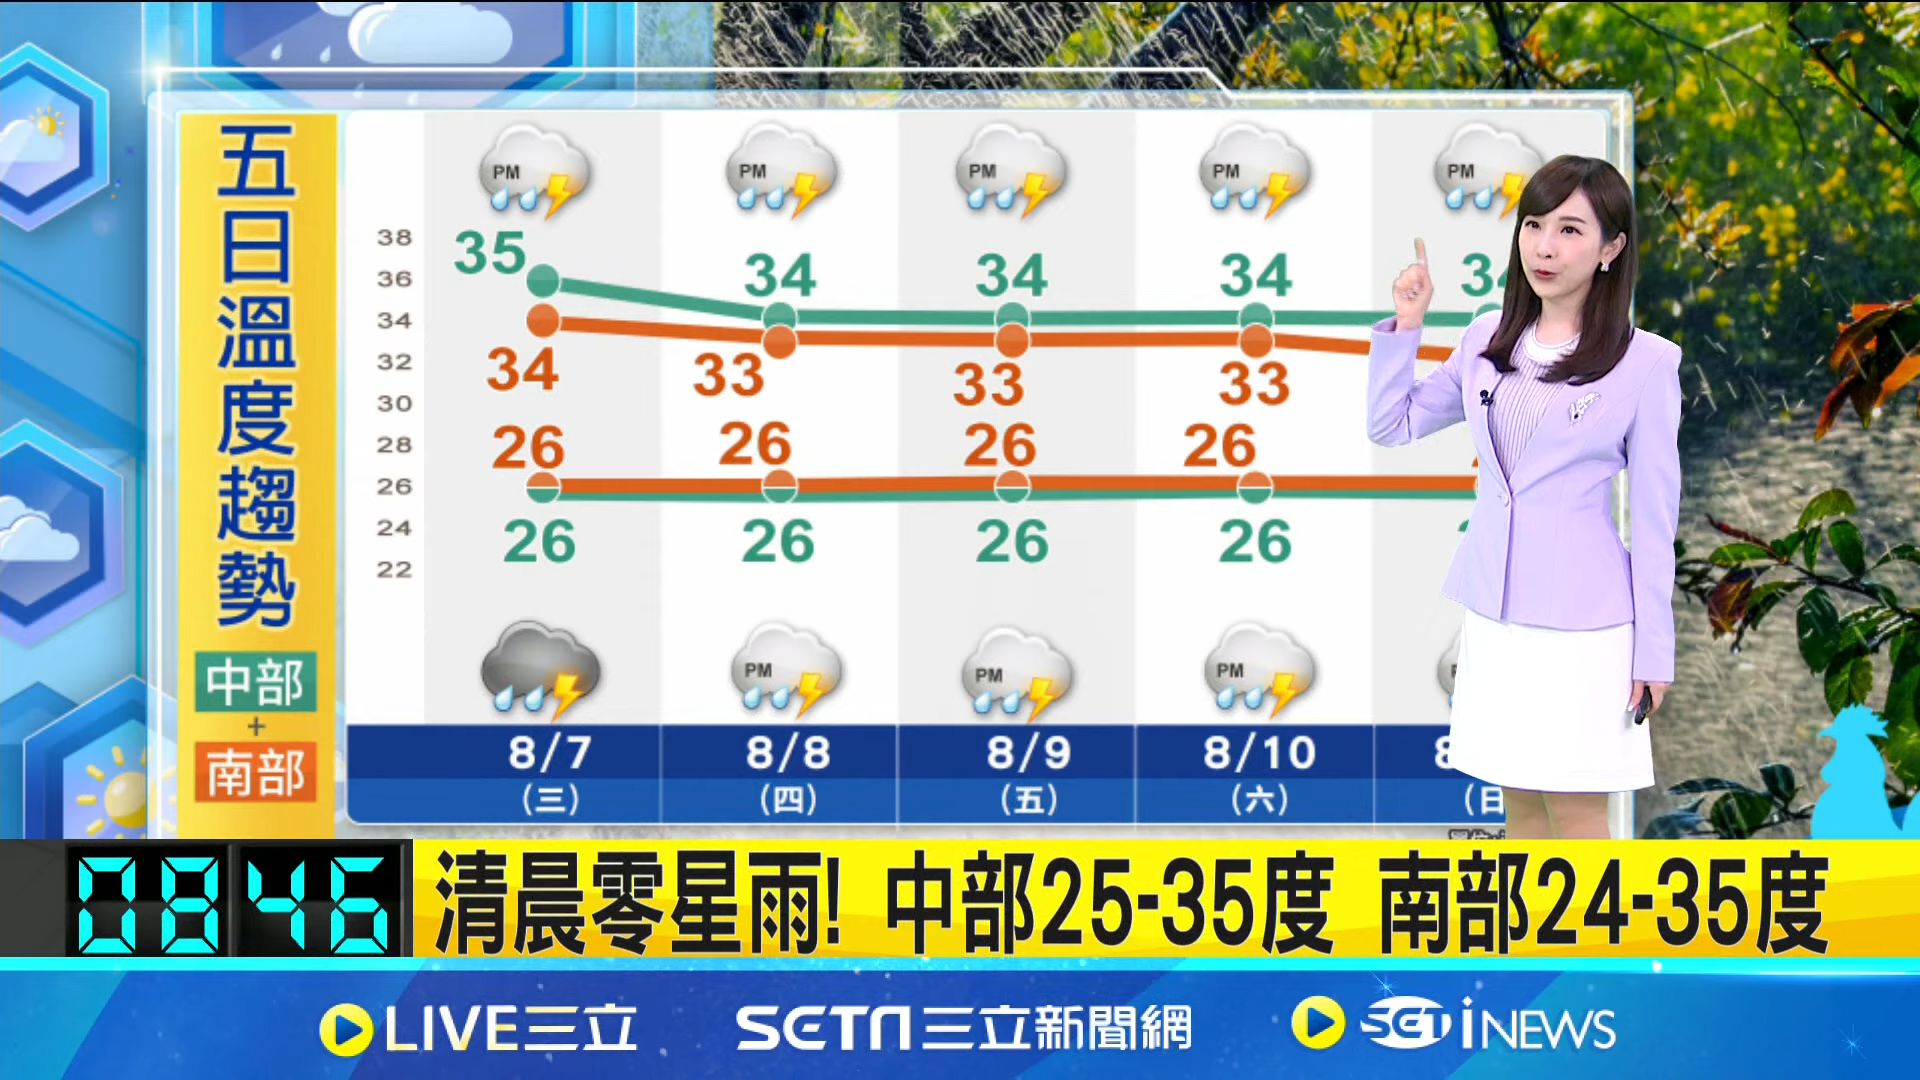 五日溫度趨勢
中部
+
南部
PM PM PM PM PM
38
36
34
32
30
28
26
24
22
35 34 34 34
34 33 33 33
26 26 26 26
26 26 26 26
PM PM PM
8/7 8/8 8/9 8/10
(三) (四) (五) (六) (日
08 46
清晨零星雨! 中部25-35度 南部24-35度
LIVE三立
SETN三立新聞網
SETiNEWS